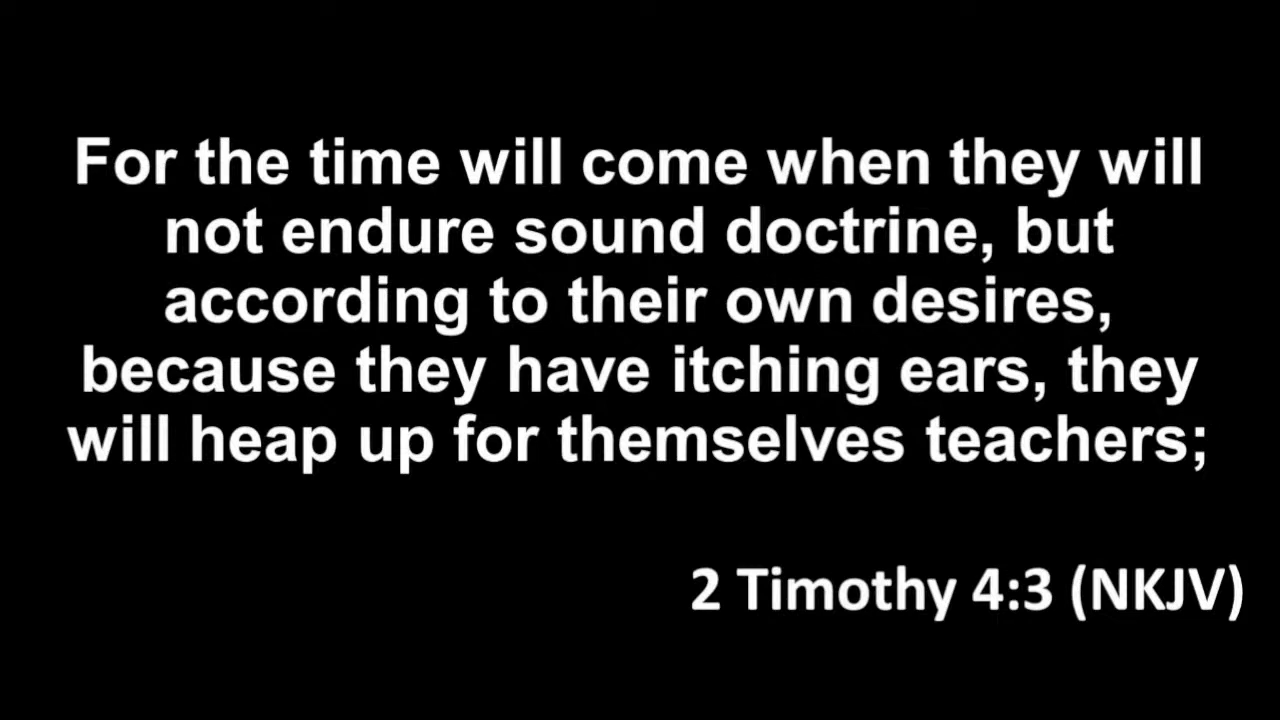 For the time will come when they will
not endure sound doctrine, but
according to their own desires,
because they have itching ears, they
will heap up for themselves teachers;
2 Timothy 4:3 (NKJV)